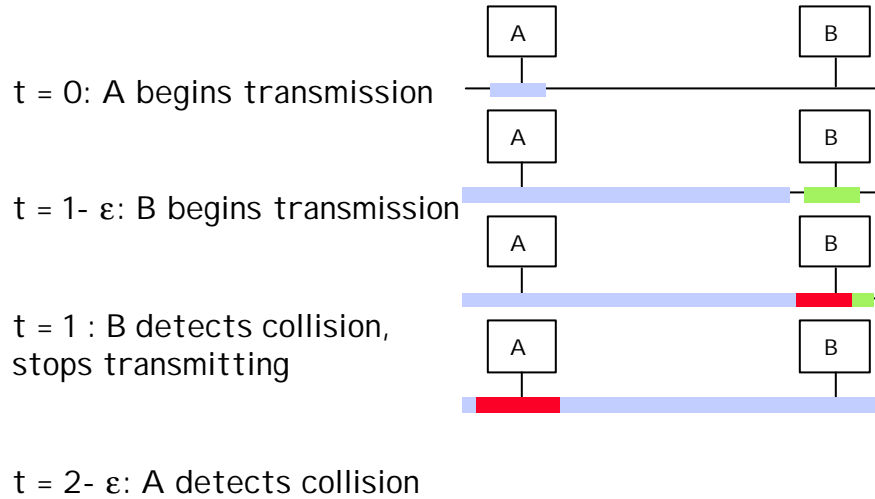 A B
t = 0: A begins transmission
A B
t = 1- ε: B begins transmission
A B
t = 1 : B detects collision,
stops transmitting
A B
t = 2- ε: A detects collision